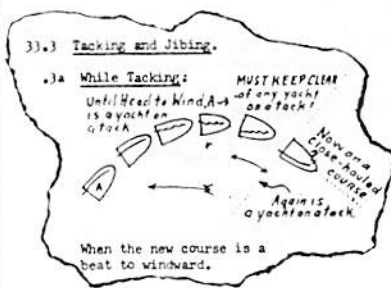 33.3 Tacking and Jibing.
.3a While Tacking:
Until Head to Wind, A →
is a yacht on
a tack
MUST KEEP CLEAR
of any yacht
on a tack!
A
Now on a
close-hauled
course
Again is
a yacht on a tack
When the new course is a
beat to windward.